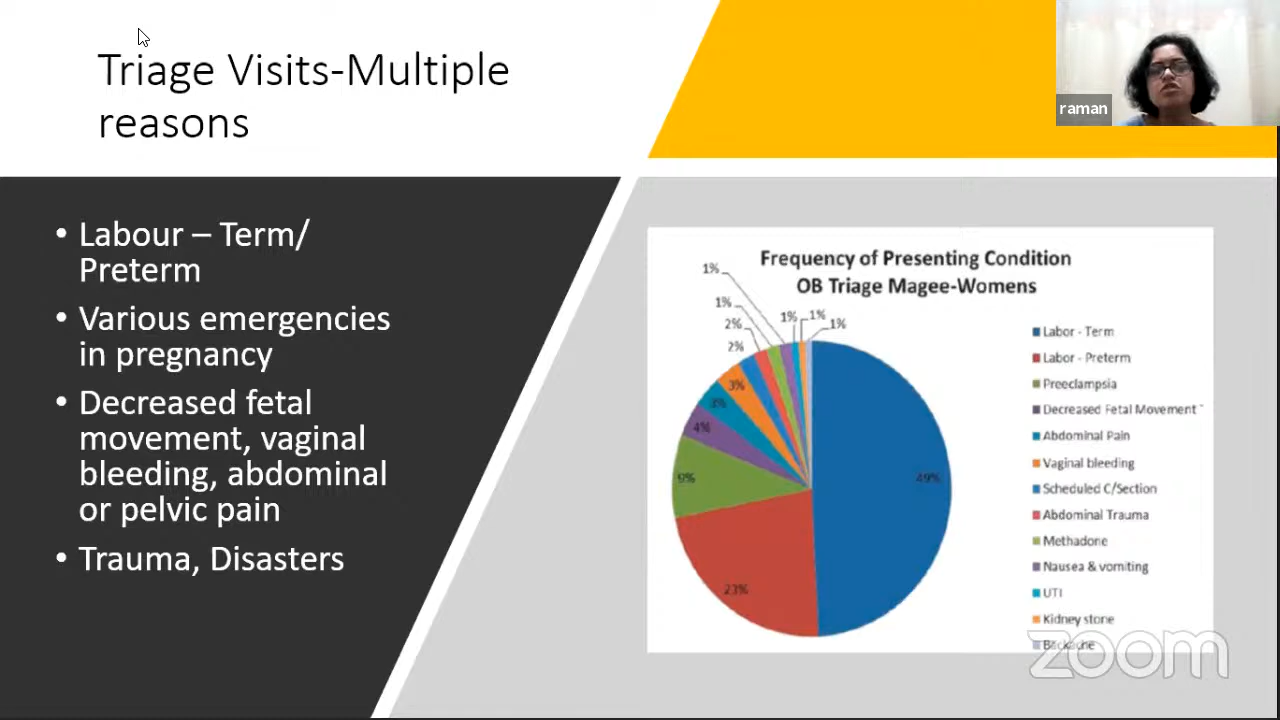 Triage Visits-Multiple
reasons
raman
• Labour – Term/
Preterm
• Various emergencies
in pregnancy
• Decreased fetal
movement, vaginal
bleeding, abdominal
or pelvic pain
• Trauma, Disasters
Frequency of Presenting Condition
OB Triage Magee-Womens
1%
1%
2%
2%
3%
3%
4%
9%
23%
49%
1%
1%
1%
Labor - Term
Labor - Preterm
Preeclampsia
Decreased Fetal Movement
Abdominal Pain
Vaginal bleeding
Scheduled C/Section
Abdominal Trauma
Methadone
Nausea & vomiting
UTI
Kidney stone
Backache
zoom